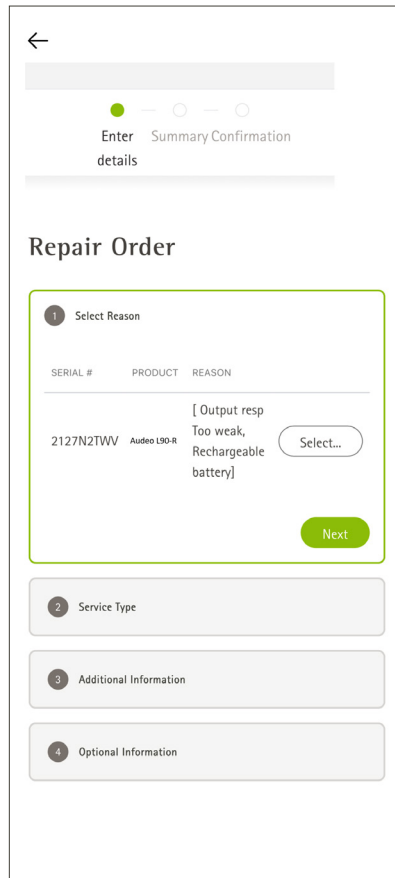 Enter Summary Confirmation
details
Repair Order
1 Select Reason
SERIAL # PRODUCT REASON
[ Output resp
Too weak,
2127N2TWV Audeo L90-R Rechargeable Select...
battery]
Next
2 Service Type
3 Additional Information
4 Optional Information